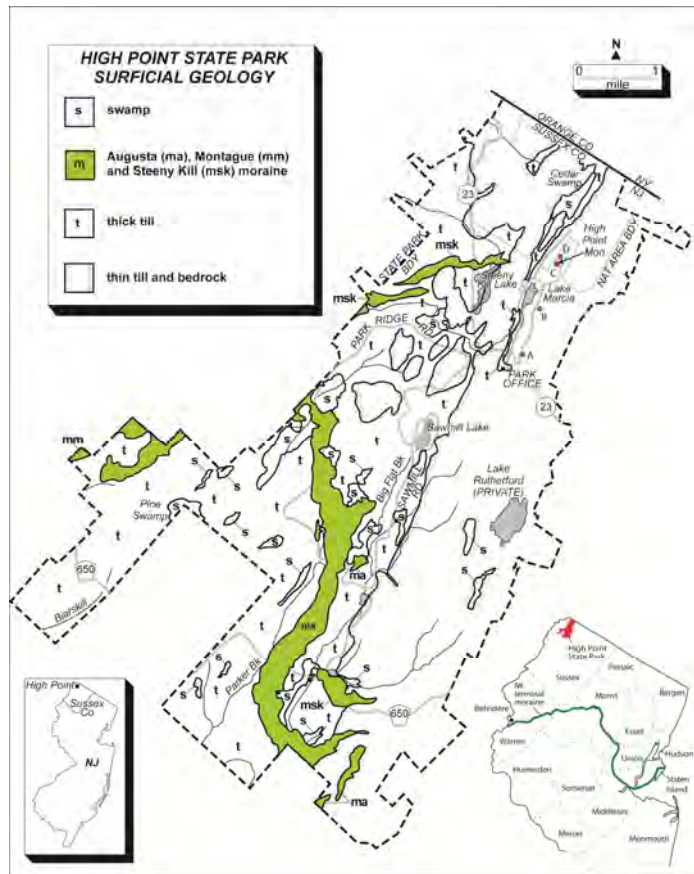 HIGH POINT STATE PARK
SURFICIAL GEOLOGY
s
swamp
m
Augusta (ma), Montague (mm)
and Steeny Kill (msk) moraine
t
thick till
thin till and bedrock
N
0 1
mile
ORANGE CO
SUSSEX CO
NY
NJ
23
Cedar
Swamp
t
t
s
High
Point
Mon
D
C
NAT AREA BDY
STATE PARK
BDY
msk
t
Steeny
Kill
Lake
t
t
Lake
Marcia
B
msk
t
s
PARK RIDGE RD
t
t
t
t
t
A
PARK
OFFICE
t
23
s
t
Sawmill Lake
mm
t
s
s
s
t
t
s
s
Big Flat Bk
SAWMILL
RD
Lake
Rutherford
(PRIVATE)
Pine
Swamp
s
t
t
s
s
t
s
s
650
t
Biarskill
s
t
t
ma
s
t
ma
t
Parker Bk
s
t
s
t
s
s
msk
t
650
t
ma
High Point
Sussex
Co
NJ
High Point
State Park
Passaic
Sussex
Bergen
Morris
terminal
moraine
Belvidere
Essex
Warren
Union
Hudson
Hunterdon
Staten
Island
Somerset
Middlesex
Mercer
Monmouth